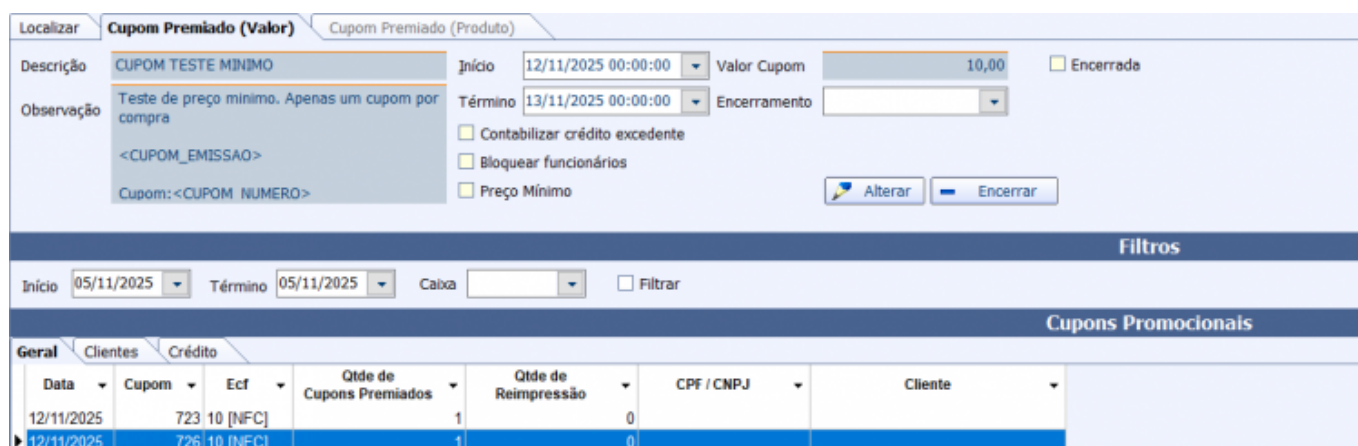 Localizar Cupom Premiado (Valor) Cupom Premiado (Produto)
Descrição CUPOM TESTE MINIMO Início 12/11/2025 00:00:00 Valor Cupom 10,00 Encerrada
Observação Teste de preço minimo. Apenas um cupom por
compra
<CUPOM_EMISSAO>
Cupom:<CUPOM_NUMERO>
Término 13/11/2025 00:00:00 Encerramento
Contabilizar crédito excedente
Bloquear funcionários
Preço Mínimo Alterar Encerrar
Filtros
Início 05/11/2025 Término 05/11/2025 Caixa Filtrar
Cupons Promocionais
Geral Clientes Crédito
Data Cupom Ecf Qtde de Cupons Premiados Qtde de Reimpressão CPF / CNPJ Cliente
12/11/2025 723 10 [NFC] 1 0
12/11/2025 726 10 [NFC] 1 0